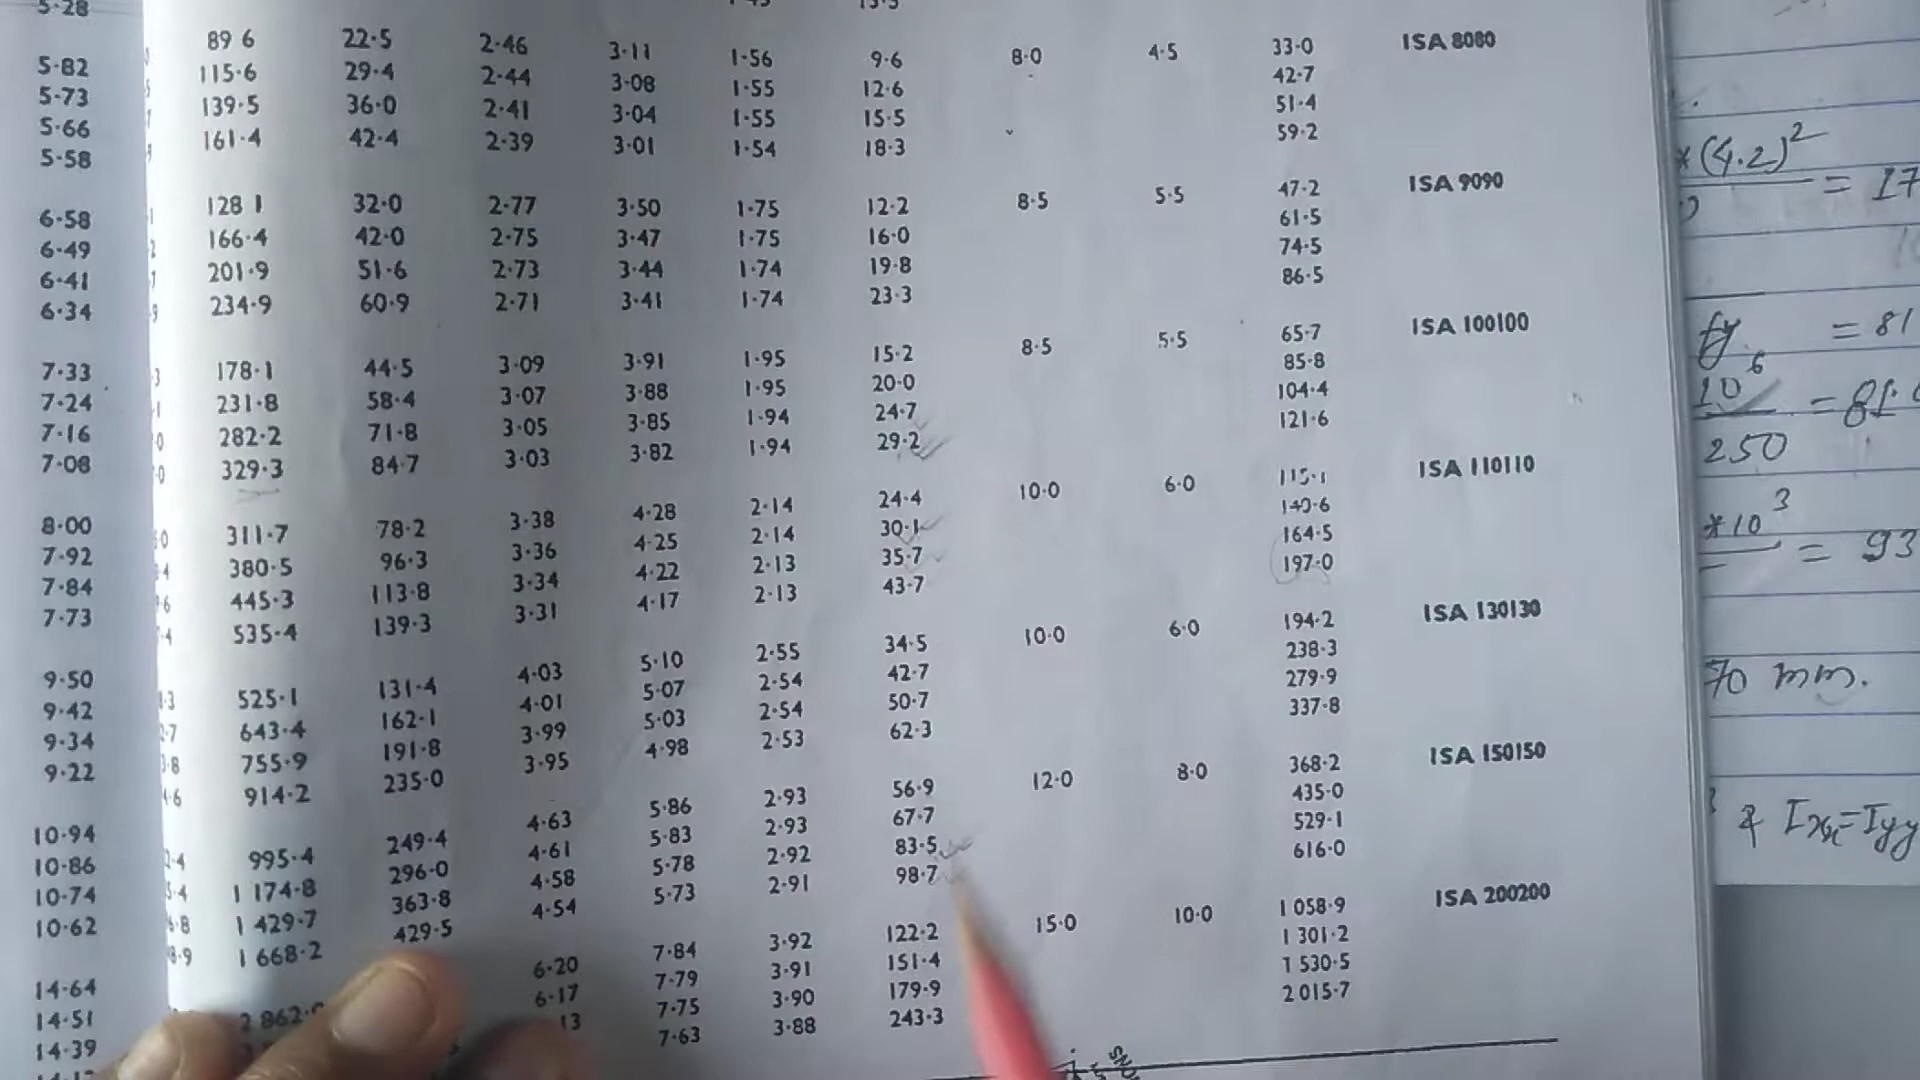 5·28
89 6 22·5 2·46 3·11 1·56 9·6 8·0 4·5 33·0 ISA 8080
5·82 115·6 29·4 2·44 3·08 1·55 12·6 42·7
5·73 139·5 36·0 2·41 3·04 1·55 15·5 51·4
5·66 161·4 42·4 2·39 3·01 1·54 18·3 59·2
5·58
6·58 128 1 32·0 2·77 3·50 1·75 12·2 8·5 5·5 47·2 ISA 9090
6·49 166·4 42·0 2·75 3·47 1·75 16·0 61·5
6·41 201·9 51·6 2·73 3·44 1·74 19·8 74·5
6·34 234·9 60·9 2·71 3·41 1·74 23·3 86·5
7·33 178·1 44·5 3·09 3·91 1·95 15·2 8·5 5·5 65·7 ISA 100100
7·24 231·8 58·4 3·07 3·88 1·95 20·0 85·8
7·16 282·2 71·8 3·05 3·85 1·94 24·7 104·4
7·08 329·3 84·7 3·03 3·82 1·94 29·2 121·6
8·00 311·7 78·2 3·38 4·28 2·14 24·4 10·0 6·0 ISA 110110
7·92 380·5 96·3 3·36 4·25 2·14 30·1 140·6
7·84 445·3 113·8 3·34 4·22 2·13 35·7 164·5
7·73 535·4 139·3 3·31 4·17 2·13 43·7 197·0
9·50 525·1 131·4 4·03 5·10 2·55 34·5 10·0 6·0 194·2 ISA 130130
9·42 643·4 162·1 4·01 5·07 2·54 42·7 238·3
9·34 755·9 191·8 3·99 5·03 2·54 50·7 279·9
9·22 914·2 235·0 3·95 4·98 2·53 62·3 337·8
10·94 995·4 249·4 4·63 5·86 2·93 56·9 12·0 8·0 368·2 ISA 150150
10·86 1 174·8 296·0 4·61 5·83 2·93 67·7 435·0
10·74 1 429·7 363·8 4·58 5·78 2·92 83·5 529·1
10·62 1 668·2 429·5 4·54 5·73 2·91 98·7 616·0
14·64 6·20 7·84 3·92 122·2 15·0 10·0 1 058·9 ISA 200200
14·51 6·17 7·79 3·91 151·4 1 301·2
14·39 7·75 3·90 179·9 1 530·5
7·63 3·88 243·3 2 015·7
*(4.2)² = 17
fy = 81
10
250
*10³ = 93
70 mm.
& Ixx=Iyy